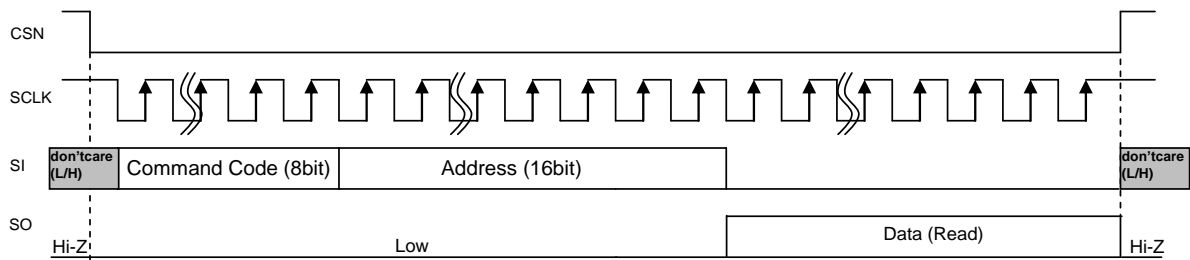 CSN
SCLK
SI
don'tcare
(L/H)
Command Code (8bit)
Address (16bit)
don'tcare
(L/H)
SO
Hi-Z
Low
Data (Read)
Hi-Z